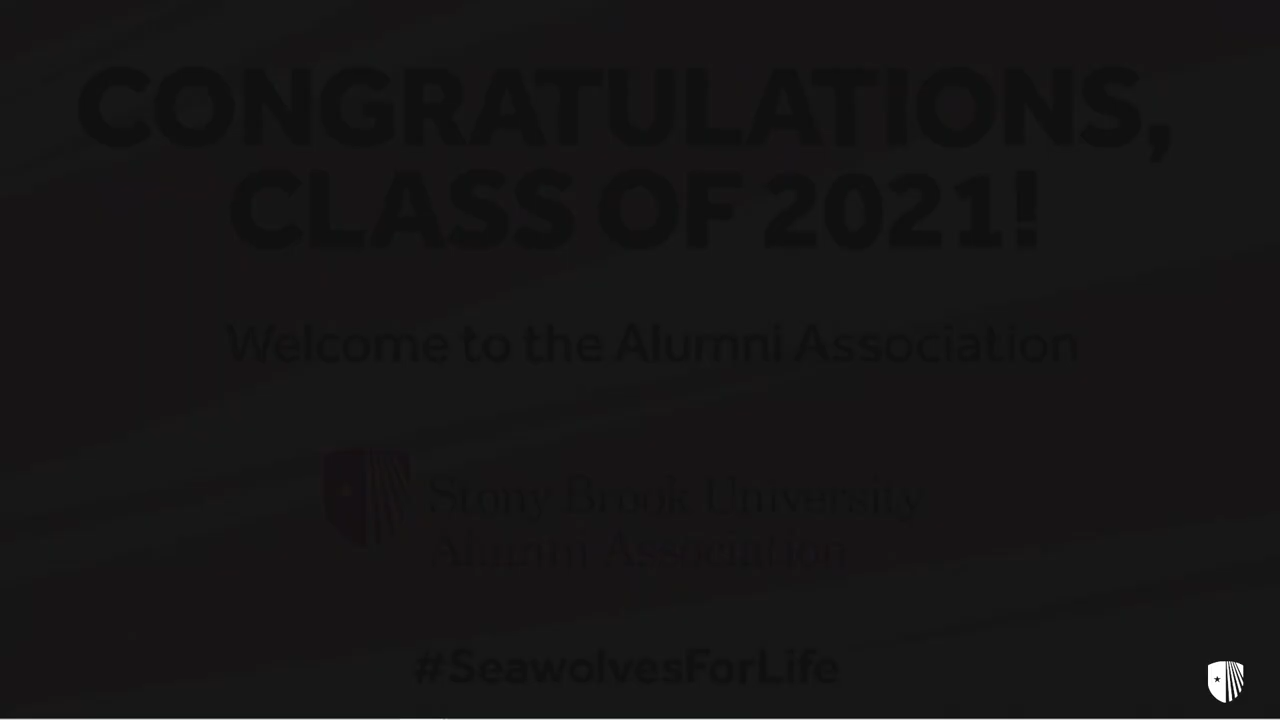 CONGRATULATIONS,
CLASS OF 2021!
Welcome to the Alumni Association
Stony Brook University
Alumni Association
#SeawolvesForLife